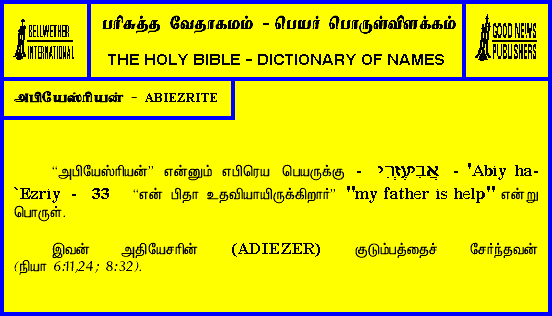 BELLWETHER
INTERNATIONAL
பரிசுத்த வேதாகமம் - பெயர் பொருள்விளக்கம்
THE HOLY BIBLE - DICTIONARY OF NAMES
GOOD NEWS
PUBLISHERS
அபியேஸ்ரியன் - ABIEZRITE
“அபியேஸ்ரியன்” என்னும் எபிரெய பெயருக்கு - אֲבִיעֶזְרִי - 'Abiy ha-
`Ezriy - 33 “என் பிதா உதவியாயிருக்கிறார்” "my father is help" என்று
பொருள்.
இவன் அதியேசரின் (ADIEZER) குடும்பத்தைச் சேர்ந்தவன்
(நியா 6:11,24; 8:32).